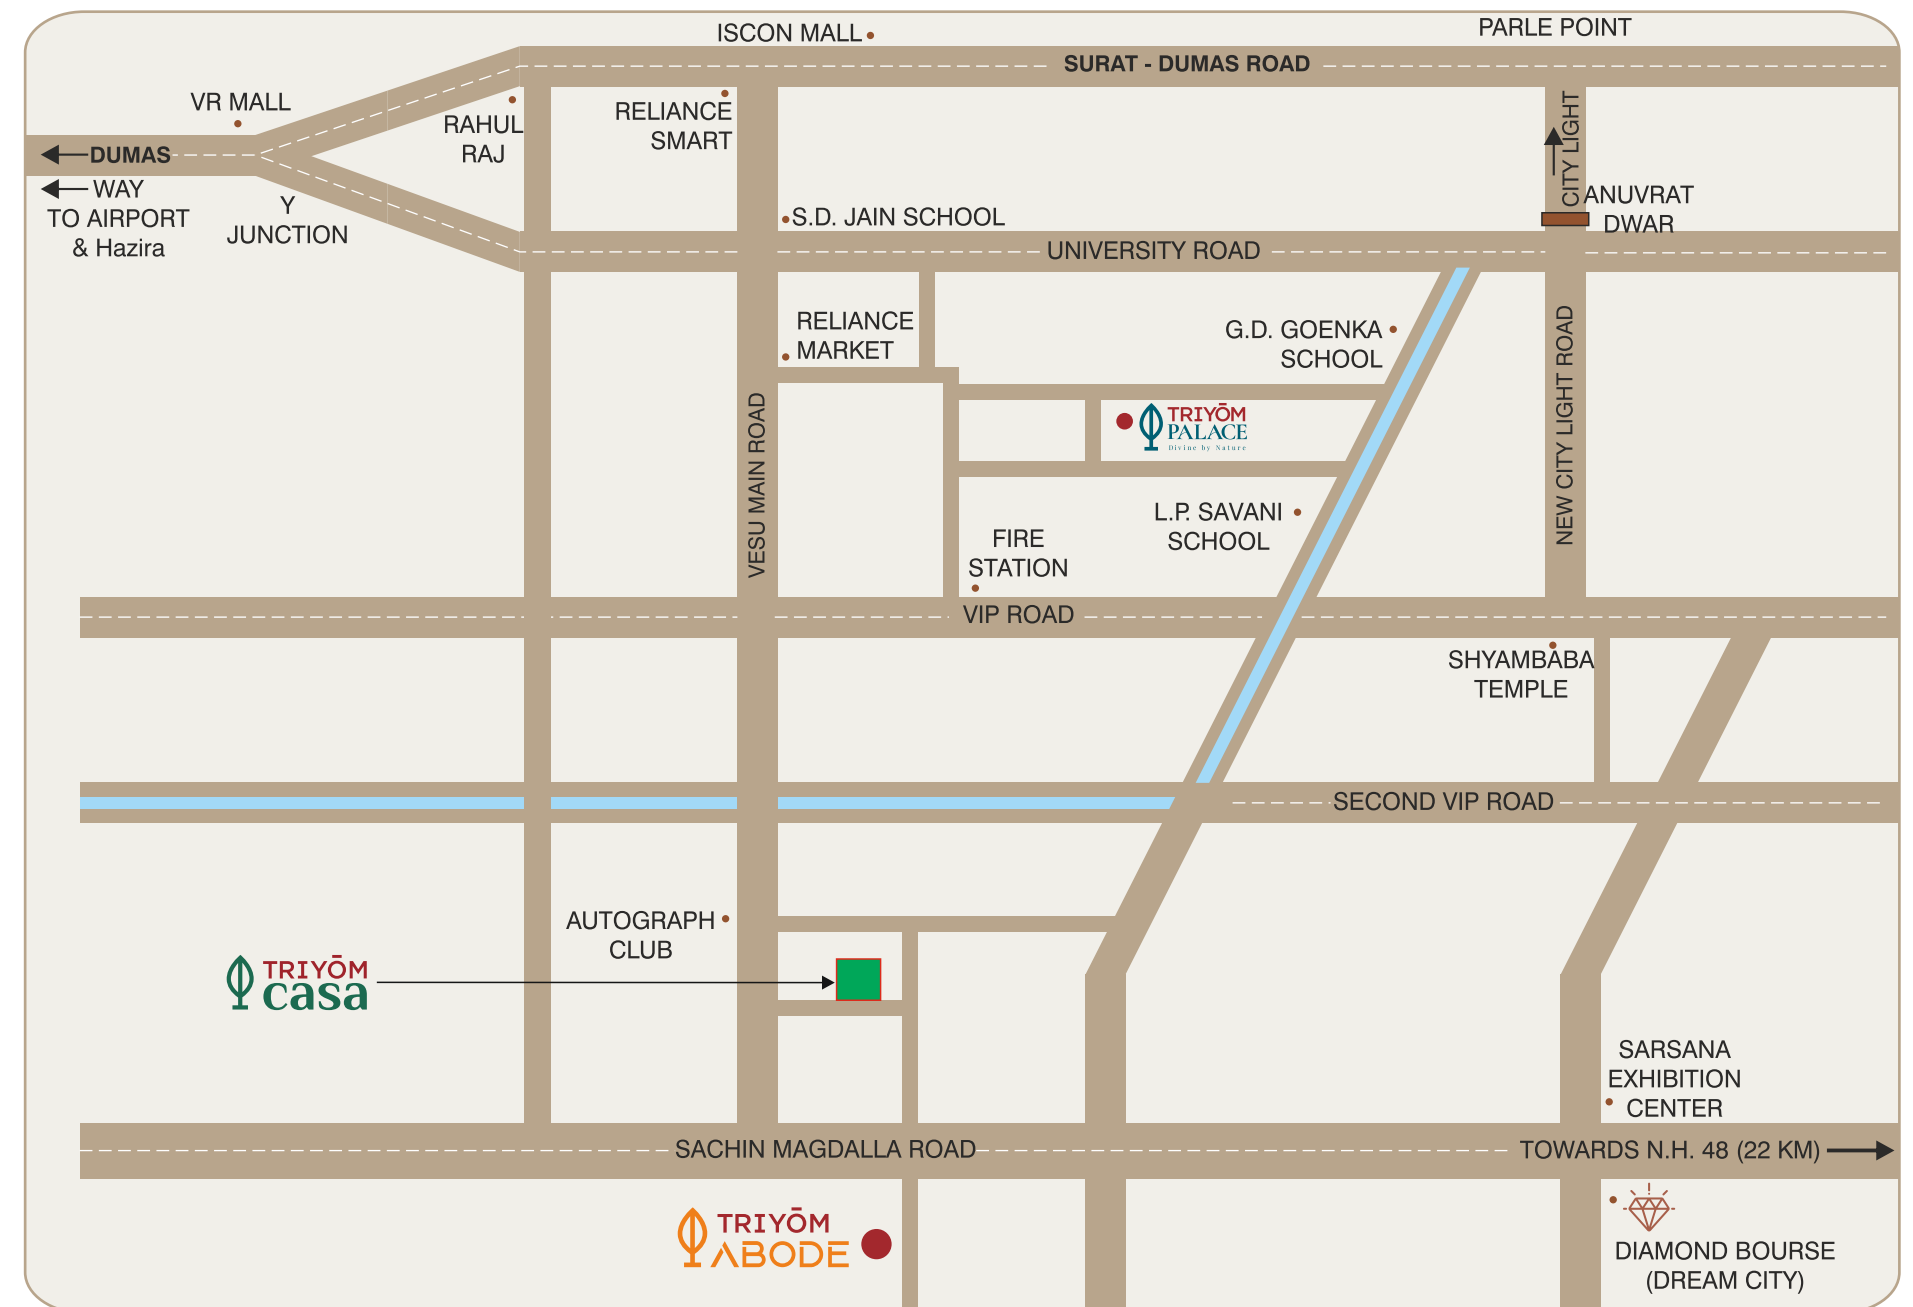 ISCON MALL
PARLE POINT
SURAT - DUMAS ROAD
VR MALL
RAHUL
RAJ
RELIANCE
SMART
CITY LIGHT
DUMAS
WAY
TO AIRPORT
& Hazira
Y
JUNCTION
S.D. JAIN SCHOOL
ANUVRAT
DWAR
UNIVERSITY ROAD
RELIANCE
MARKET
G.D. GOENKA
SCHOOL
NEW CITY LIGHT ROAD
VESU MAIN ROAD
TRIYŌM
PALACE
Divine by Nature
L.P. SAVANI
SCHOOL
FIRE
STATION
VIP ROAD
SHYAMBABA
TEMPLE
SECOND VIP ROAD
AUTOGRAPH
CLUB
TRIYŌM
casa
SARSANA
EXHIBITION
CENTER
SACHIN MAGDALLA ROAD
TOWARDS N.H. 48 (22 KM)
TRIYŌM
ABODE
DIAMOND BOURSE
(DREAM CITY)